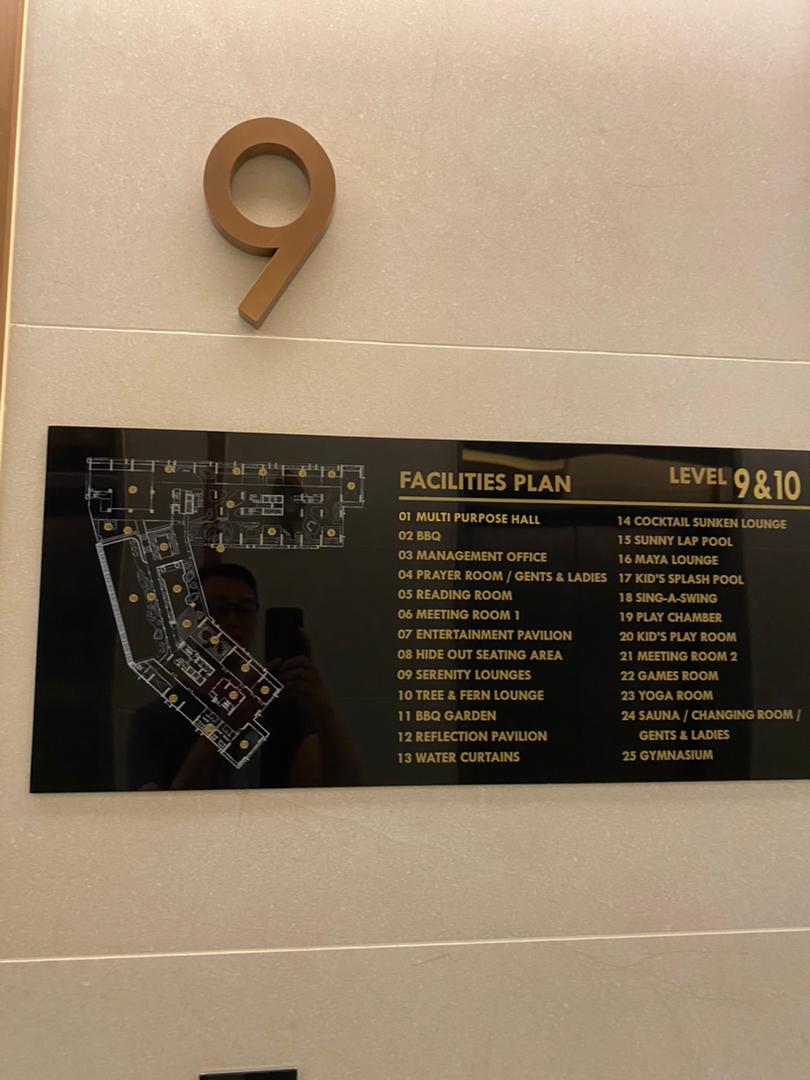 9
FACILITIES PLAN
LEVEL 9&10
01 MULTI PURPOSE HALL
02 BBQ
03 MANAGEMENT OFFICE
04 PRAYER ROOM / GENTS & LADIES
05 READING ROOM
06 MEETING ROOM 1
07 ENTERTAINMENT PAVILION
08 HIDE OUT SEATING AREA
09 SERENITY LOUNGES
10 TREE & FERN LOUNGE
11 BBQ GARDEN
12 REFLECTION PAVILION
13 WATER CURTAINS
14 COCKTAIL SUNKEN LOUNGE
15 SUNNY LAP POOL
16 MAYA LOUNGE
17 KID'S SPLASH POOL
18 SING-A-SWING
19 PLAY CHAMBER
20 KID'S PLAY ROOM
21 MEETING ROOM 2
22 GAMES ROOM
23 YOGA ROOM
24 SAUNA / CHANGING ROOM /
GENTS & LADIES
25 GYMNASIUM